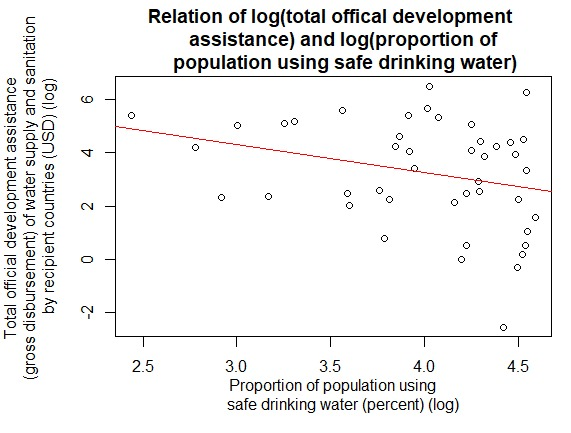 Relation of log(total offical development
assistance) and log(proportion of
population using safe drinking water)
Total official development assistance
(gross disbursement) of water supply and sanitation
by recipient countries (USD) (log)
6
4
2
0
-2
2.5 3.0 3.5 4.0 4.5
Proportion of population using
safe drinking water (percent) (log)